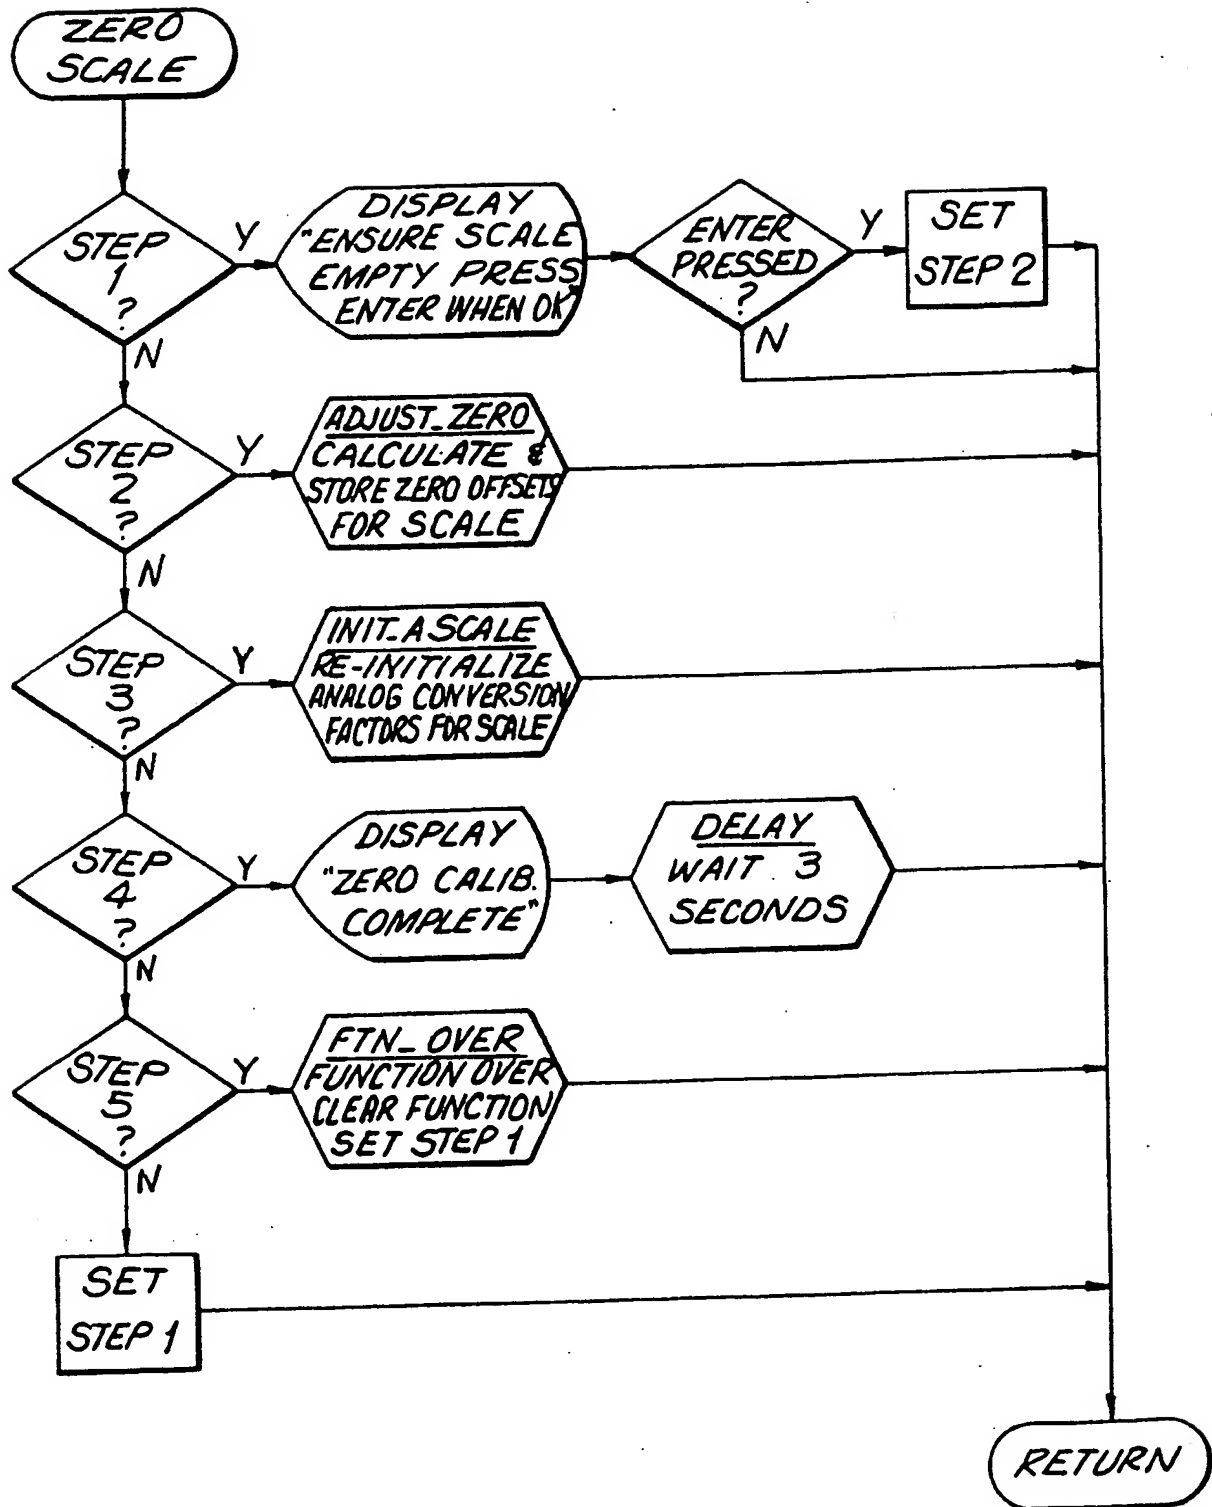 ZERO
SCALE
STEP
1
?
Y
N
DISPLAY
"ENSURE SCALE
EMPTY PRESS
ENTER WHEN OK"
ENTER
PRESSED
?
Y
N
SET
STEP 2
STEP
2
?
Y
N
ADJUST_ZERO
CALCULATE &
STORE ZERO OFFSETS
FOR SCALE
STEP
3
?
Y
N
INIT_A SCALE
RE-INITIALIZE
ANALOG CONVERSION
FACTORS FOR SCALE
STEP
4
?
Y
N
DISPLAY
"ZERO CALIB.
COMPLETE"
DELAY
WAIT 3
SECONDS
STEP
5
?
Y
N
FTN_OVER
FUNCTION OVER
CLEAR FUNCTION
SET STEP 1
SET
STEP 1
RETURN